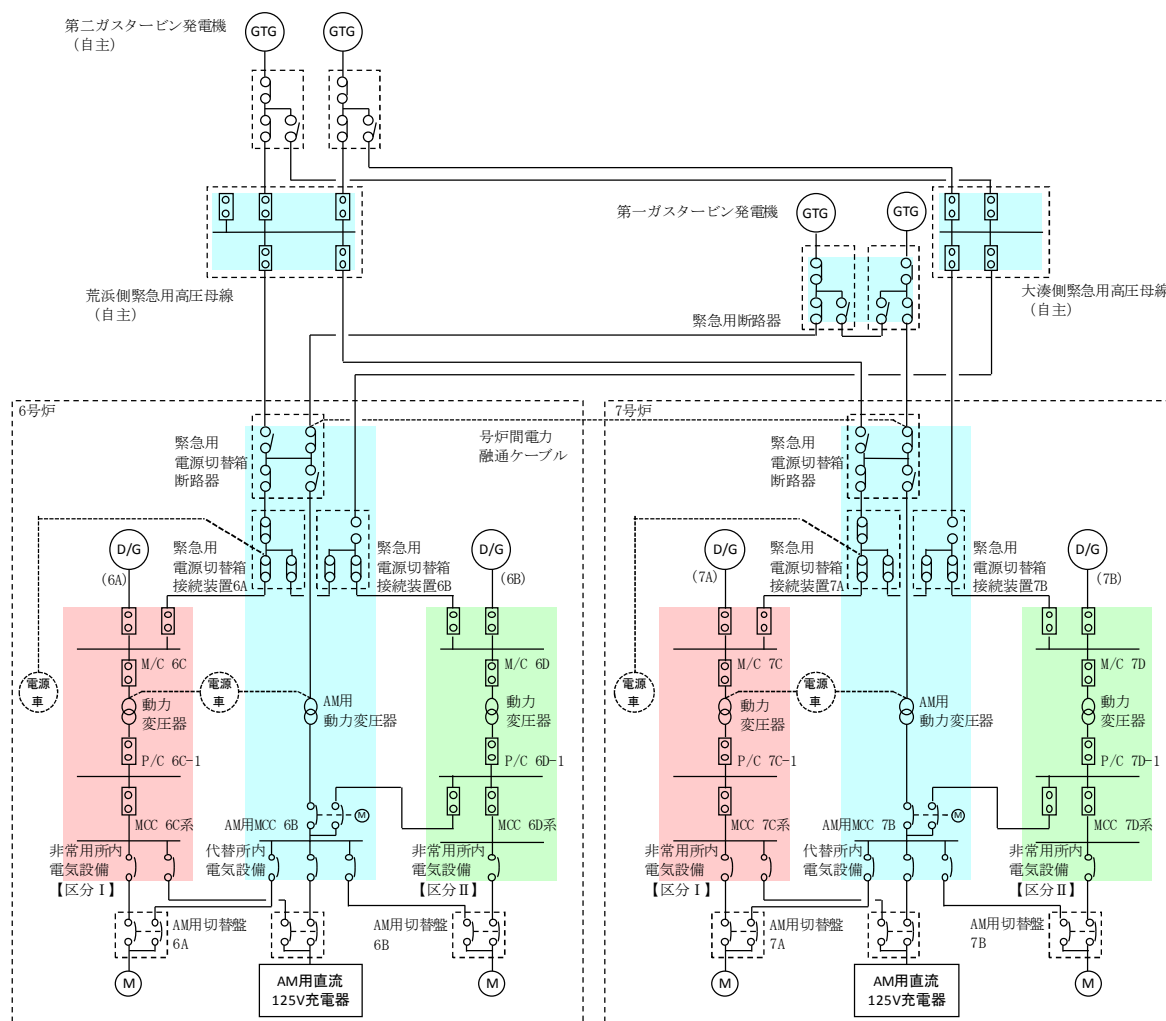 第二ガスタービン発電機
（自主）
GTG
GTG
第一ガスタービン発電機
GTG
GTG
荒浜側緊急用高圧母線
（自主）
大湊側緊急用高圧母線
（自主）
緊急用断路器
6号炉
緊急用
電源切替箱
断路器
号炉間電力
融通ケーブル
D/G
(6A)
緊急用
電源切替箱
接続装置6A
緊急用
電源切替箱
接続装置6B
D/G
(6B)
M/C 6C
M/C 6D
電源
車
電源
車
動力
変圧器
AM用
動力変圧器
動力
変圧器
P/C 6C-1
P/C 6D-1
MCC 6C系
AM用MCC 6B
M
MCC 6D系
非常用所内
電気設備
【区分Ⅰ】
代替所内
電気設備
非常用所内
電気設備
【区分Ⅱ】
AM用切替盤
6A
AM用切替盤
6B
M
AM用直流
125V充電器
M
7号炉
緊急用
電源切替箱
断路器
D/G
(7A)
緊急用
電源切替箱
接続装置7A
緊急用
電源切替箱
接続装置7B
D/G
(7B)
M/C 7C
M/C 7D
電源
車
電源
車
動力
変圧器
AM用
動力変圧器
動力
変圧器
P/C 7C-1
P/C 7D-1
MCC 7C系
AM用MCC 7B
M
MCC 7D系
非常用所内
電気設備
【区分Ⅰ】
代替所内
電気設備
非常用所内
電気設備
【区分Ⅱ】
AM用切替盤
7A
AM用切替盤
7B
M
AM用直流
125V充電器
M